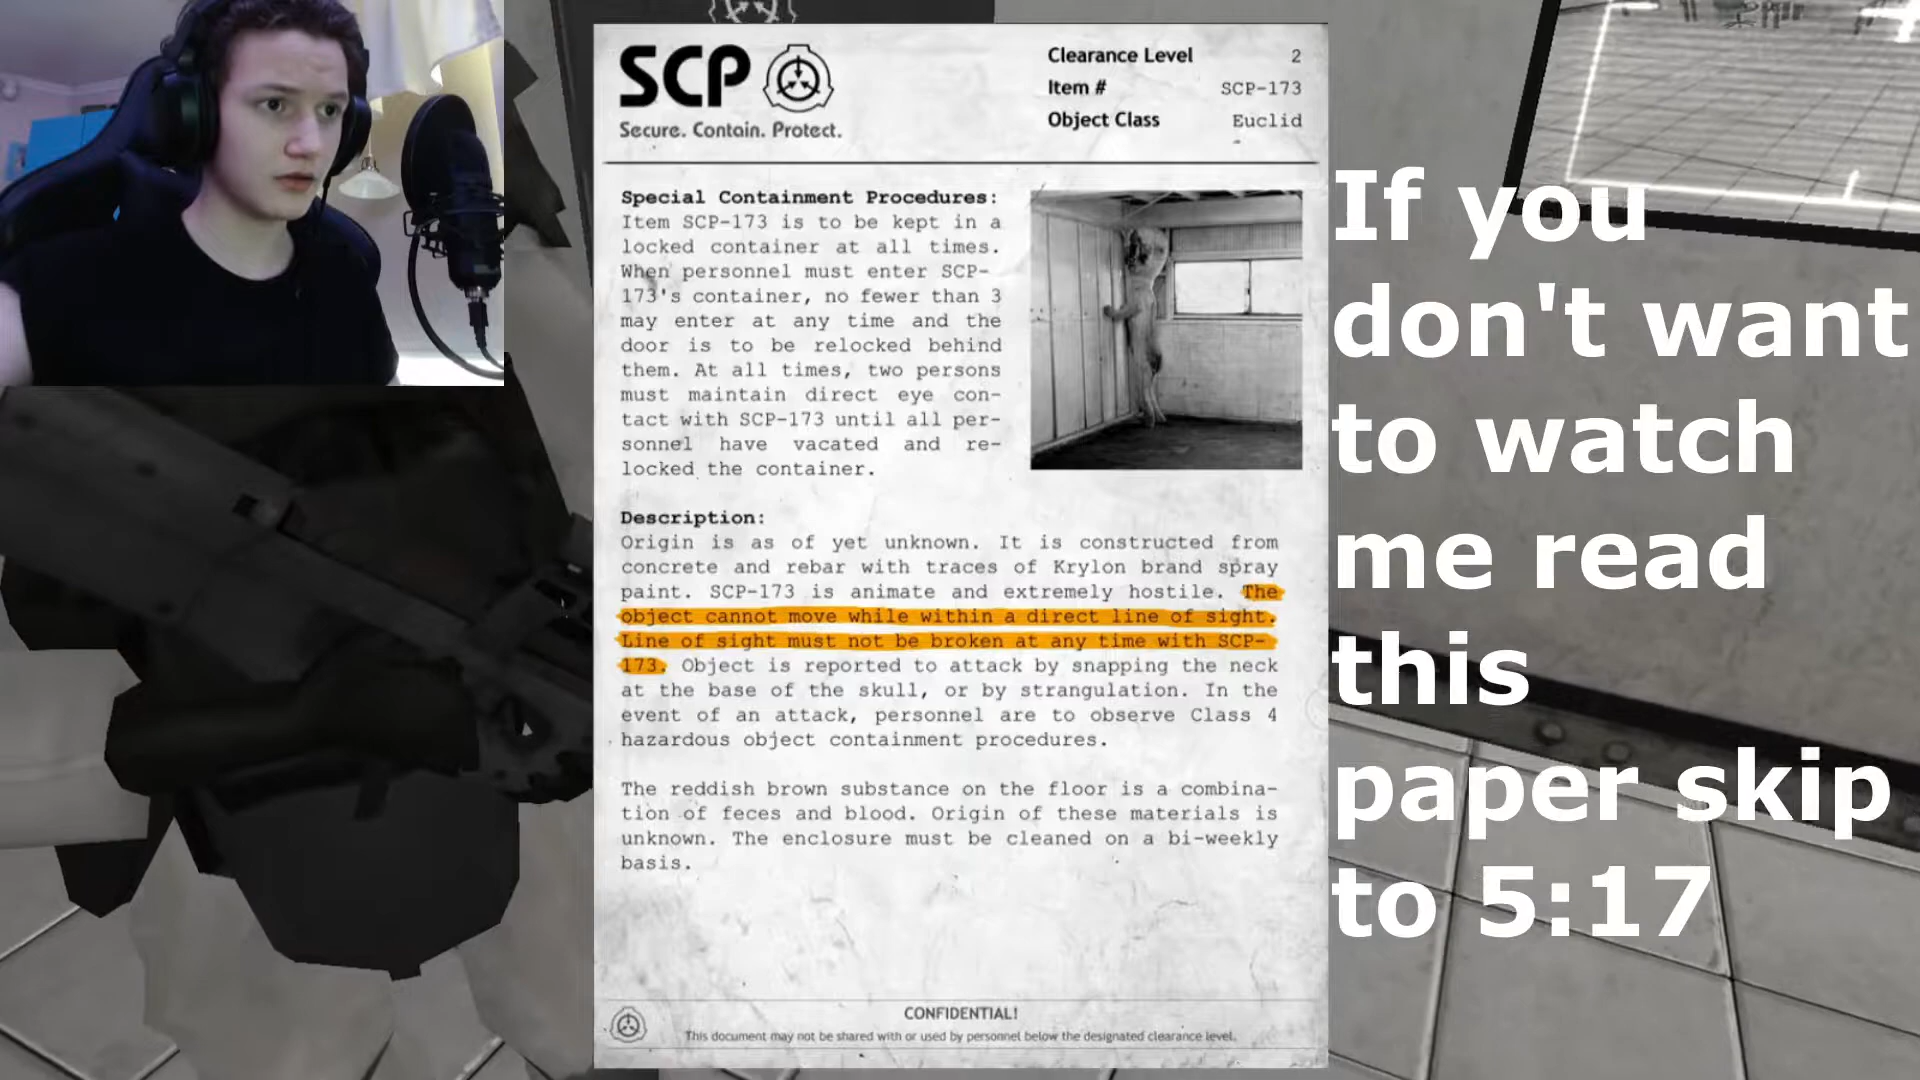 SCP
Secure. Contain. Protect.
Clearance Level 2
Item # SCP-173
Object Class Euclid
Special Containment Procedures:
Item SCP-173 is to be kept in a
locked container at all times.
When personnel must enter SCP-
173's container, no fewer than 3
may enter at any time and the
door is to be relocked behind
them. At all times, two persons
must maintain direct eye con-
tact with SCP-173 until all per-
sonnel have vacated and re-
locked the container.
Description:
Origin is as of yet unknown. It is constructed from
concrete and rebar with traces of Krylon brand spray
paint. SCP-173 is animate and extremely hostile. The
object cannot move while within a direct line of sight.
Line of sight must not be broken at any time with SCP-
173. Object is reported to attack by snapping the neck
at the base of the skull, or by strangulation. In the
event of an attack, personnel are to observe Class 4
hazardous object containment procedures.
The reddish brown substance on the floor is a combina-
tion of feces and blood. Origin of these materials is
unknown. The enclosure must be cleaned on a bi-weekly
basis.
CONFIDENTIAL!
This document may not be shared with or used by personnel below the designated clearance level.
If you
don't want
to watch
me read
this
paper skip
to 5:17